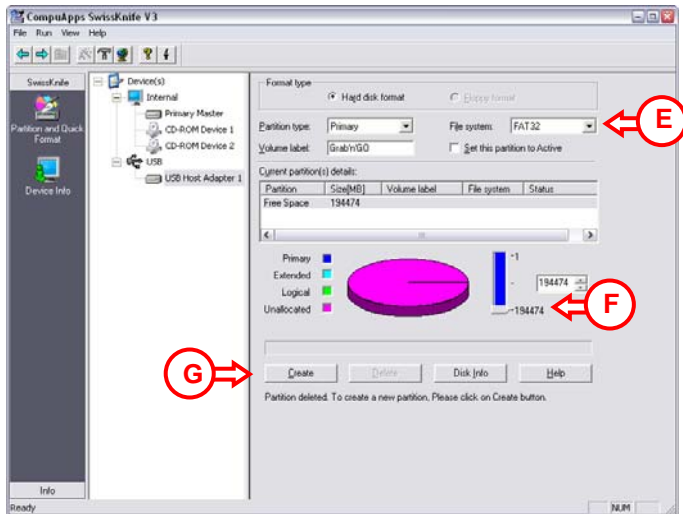 CompuApps SwissKnife V3
File Run View Help
SwissKnife
Partition and Quick Format
Device Info
Info
Device(s)
Internal
Primary Master
CD-ROM Device 1
CD-ROM Device 2
USB
USB Host Adapter 1
Format type
Hard disk format
Floppy format
Partition type: Primary
File system: FAT32
E
Volume label: Grab'n'GO
Set this partition to Active
Current partition(s) details:
Partition Size[MB] Volume label File system Status
Free Space 194474
Primary
Extended
Logical
Unallocated
-1
-
194474
-194474
F
G
Create Delete Disk Info Help
Partition deleted. To create a new partition, Please click on Create button.
Ready
NUM